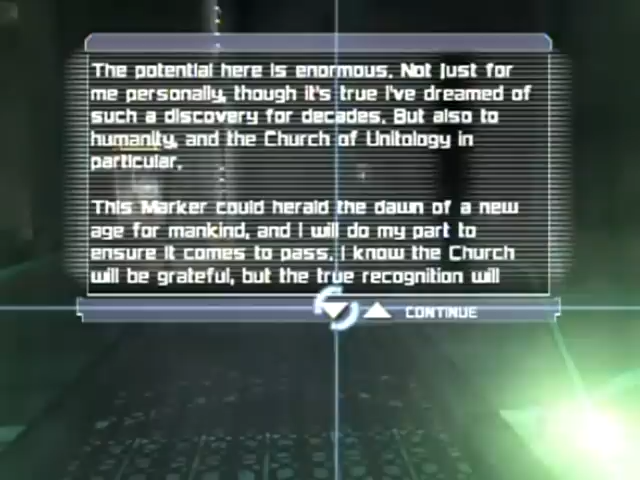 The potential here is enormous. Not just for
me personally, though it's true I've dreamed of
such a discovery for decades. But also to
humanity, and the Church of Unitology in
particular.
This Marker could herald the dawn of a new
age for mankind, and I will do my part to
ensure it comes to pass. I know the Church
will be grateful, but the true recognition will
CONTINUE